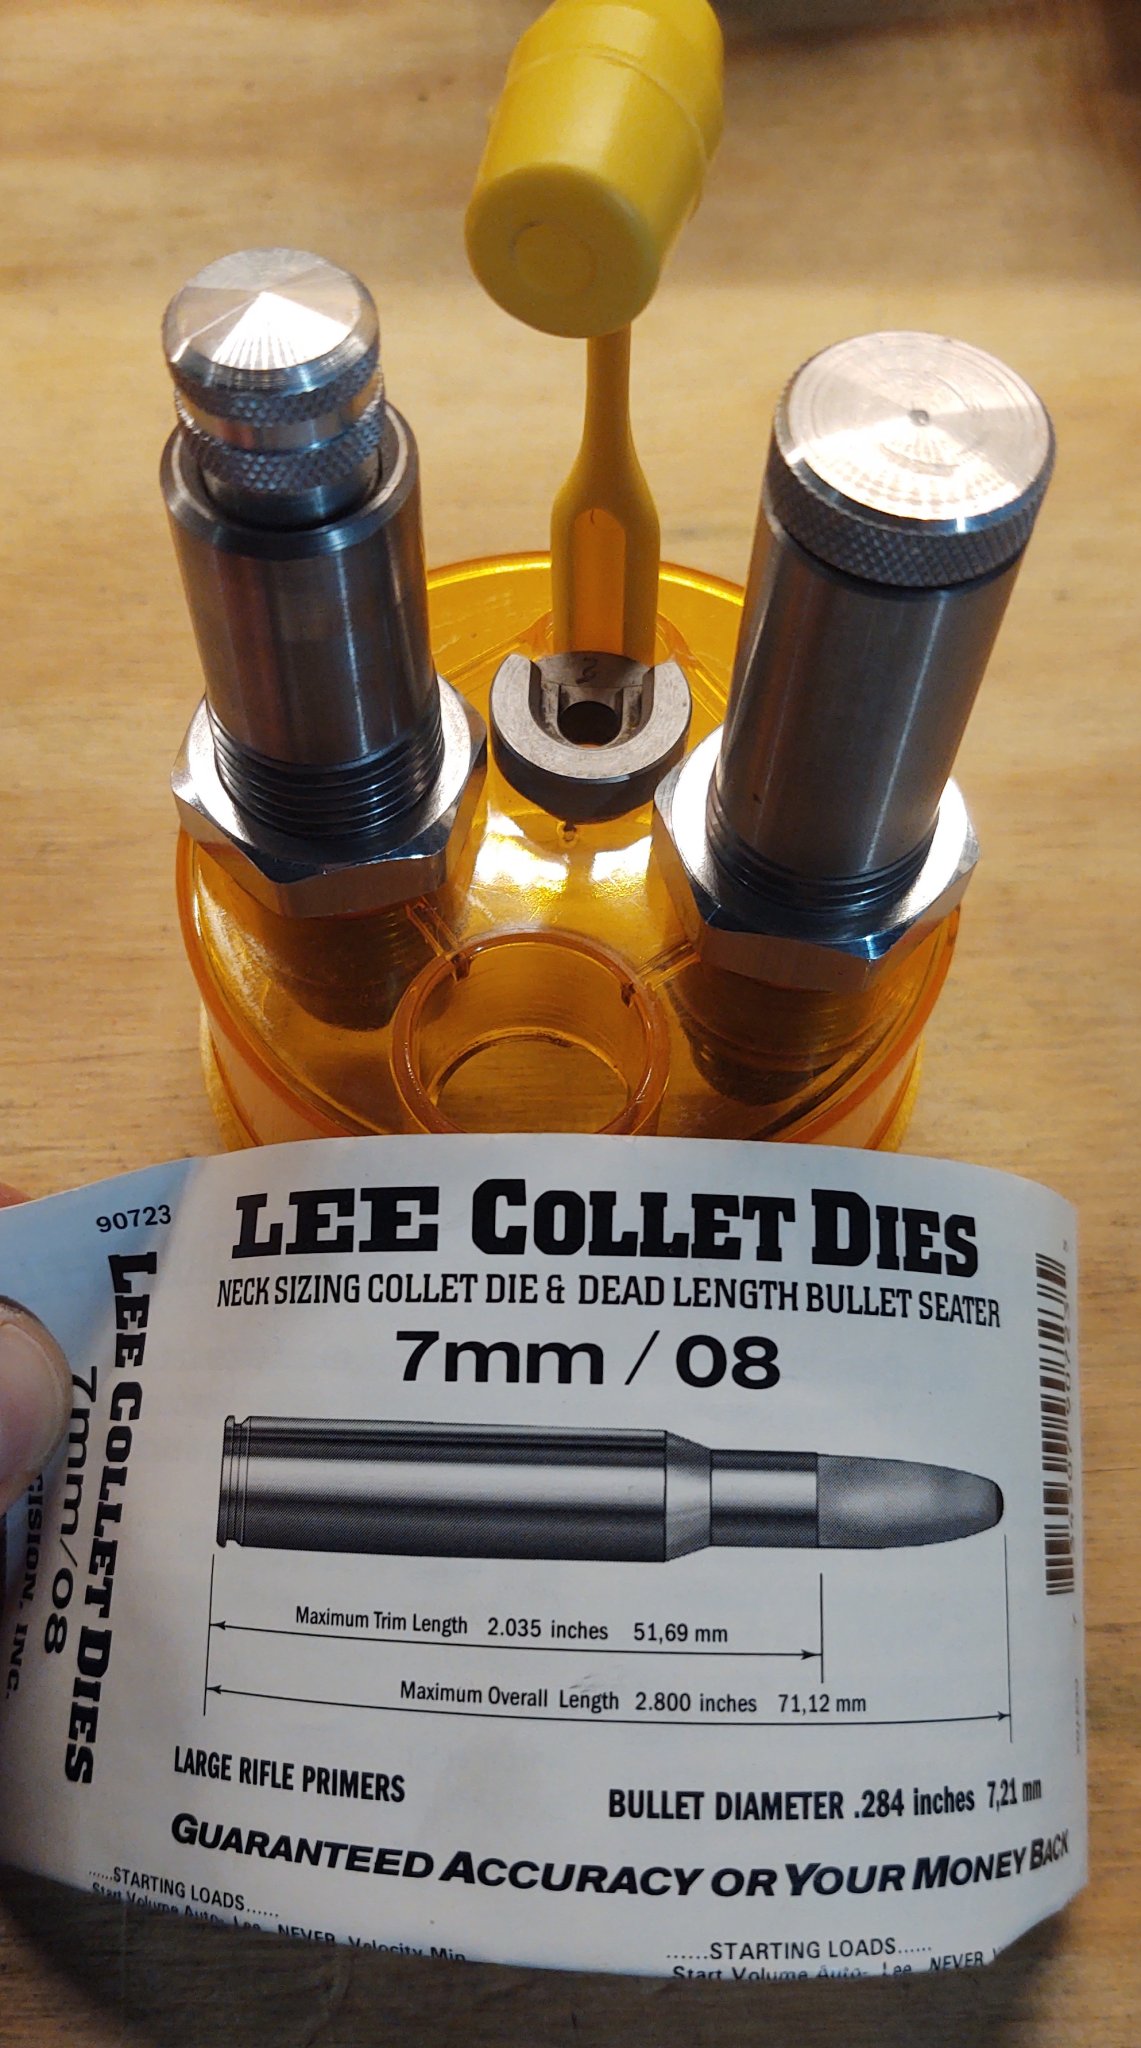 90723
LEE COLLET DIES
NECK SIZING COLLET DIE & DEAD LENGTH BULLET SEATER
7mm / 08
Maximum Trim Length 2.035 inches 51,69 mm
Maximum Overall Length 2.800 inches 71,12 mm
LARGE RIFLE PRIMERS
BULLET DIAMETER .284 inches 7,21 mm
GUARANTEED ACCURACY OR YOUR MONEY BACK
......STARTING LOADS......
Start Volume Auto- Lee NEVER Velocity Min
......STARTING LOADS......
Start Volume Auto- Lee NEVER
LEE COLLET DIES
7mm/08
CISION, INC.
2